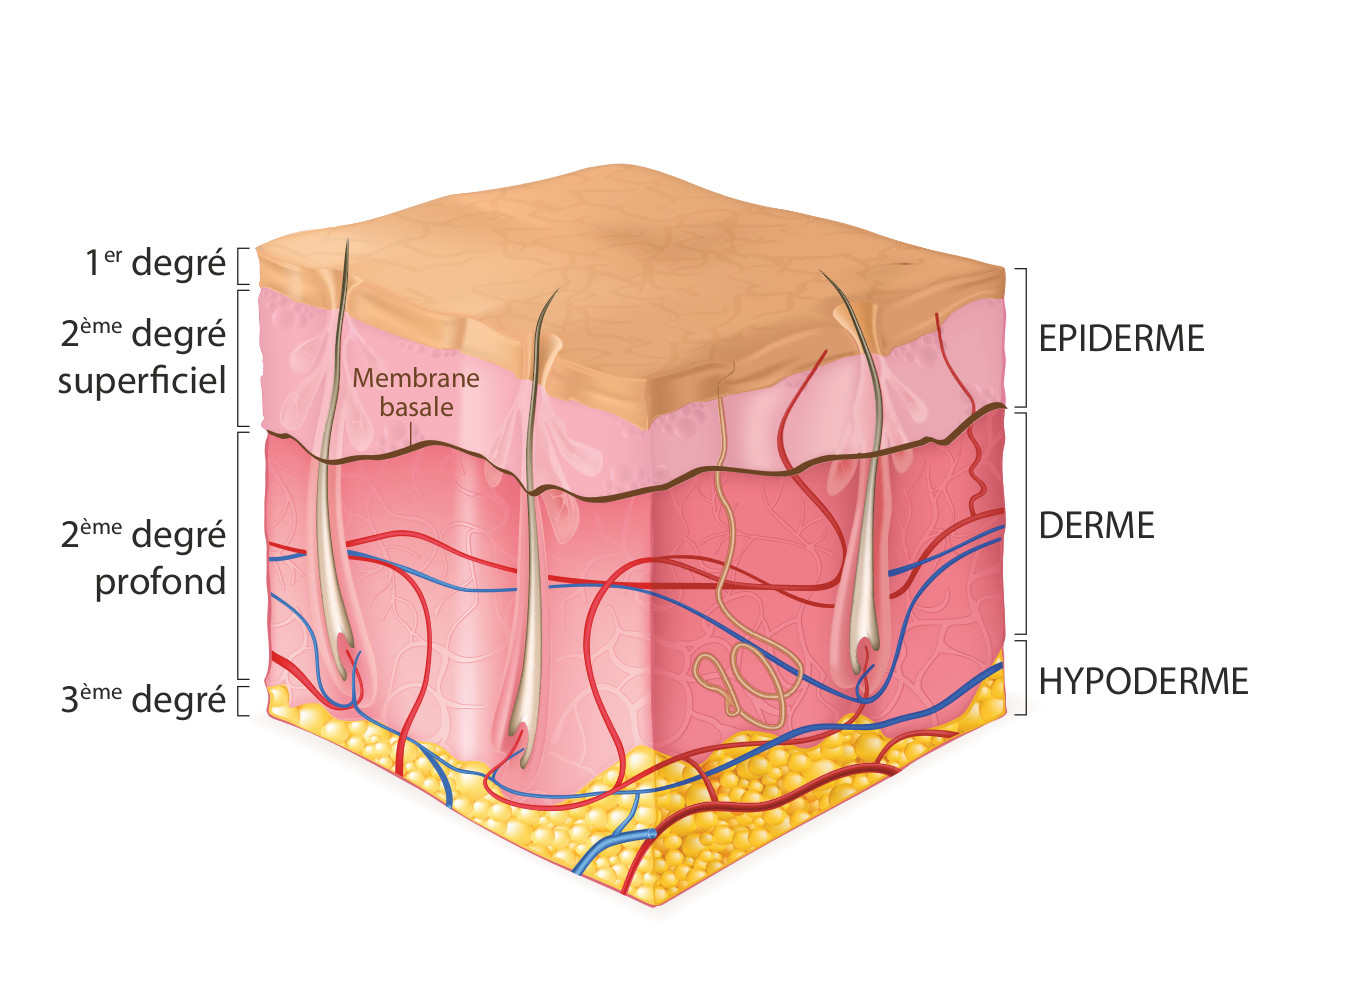 1er degré
2ème degré
superficiel
Membrane
basale
2ème degré
profond
3ème degré
EPIDERME
DERME
HYPODERME